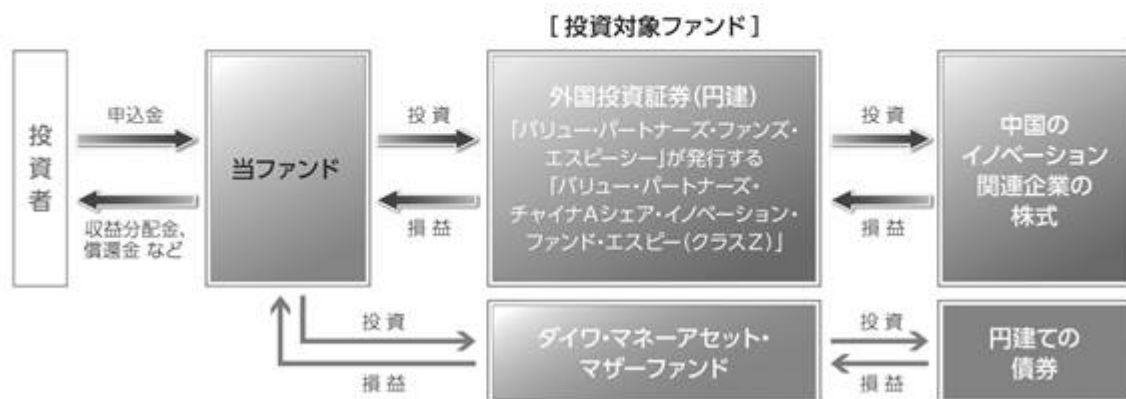 [投資対象ファンド]
投資者
申込金
収益分配金、
償還金 など
当ファンド
投資
損益
外国投資証券(円建)
「バリュー・パートナーズ・ファンズ・
エスピーシー」が発行する
「バリュー・パートナーズ・
チャイナAシェア・イノベーション・
ファンド・エスピー(クラスZ)」
投資
損益
中国の
イノベーション
関連企業の
株式
投資
損益
ダイワ・マネーアセット・
マザーファンド
投資
損益
円建ての
債券